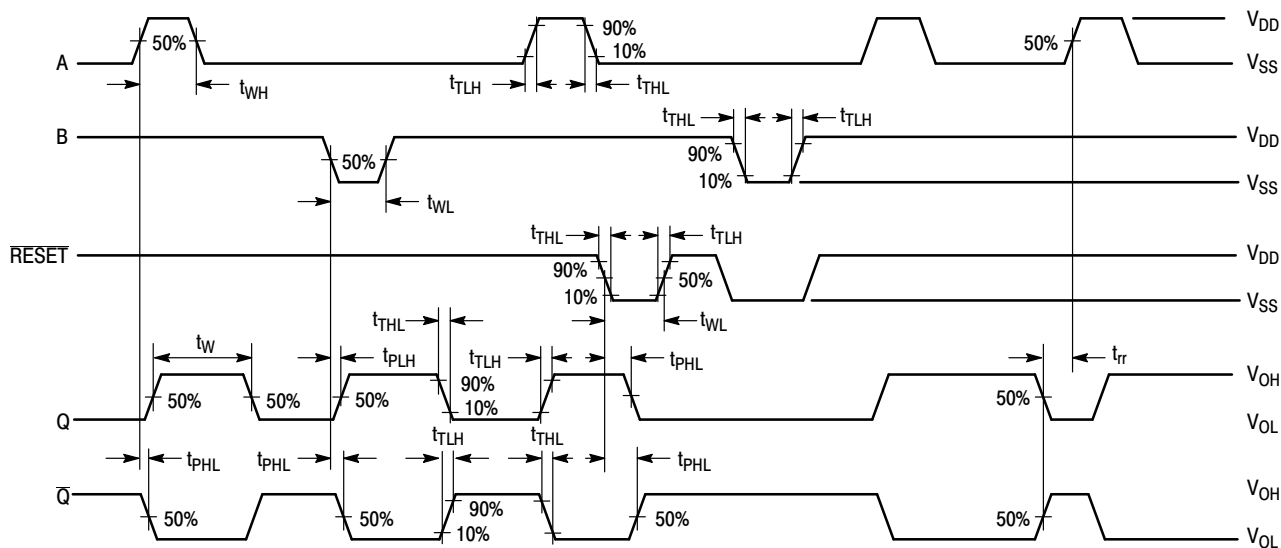 A
50%
t_WH
t_TLH
90%
10%
t_THL
50%
V_DD
V_SS
B
50%
t_WL
t_THL
t_TLH
90%
10%
V_DD
V_SS
RESET
t_THL
t_TLH
90%
10%
50%
t_WL
V_DD
V_SS
Q
t_W
50%
50%
t_PLH
50%
t_THL
90%
10%
t_TLH
t_PHL
50%
t_rr
V_OH
V_OL
Q
t_PHL
50%
t_PHL
50%
t_TLH
90%
10%
t_THL
t_PHL
50%
50%
V_OH
V_OL